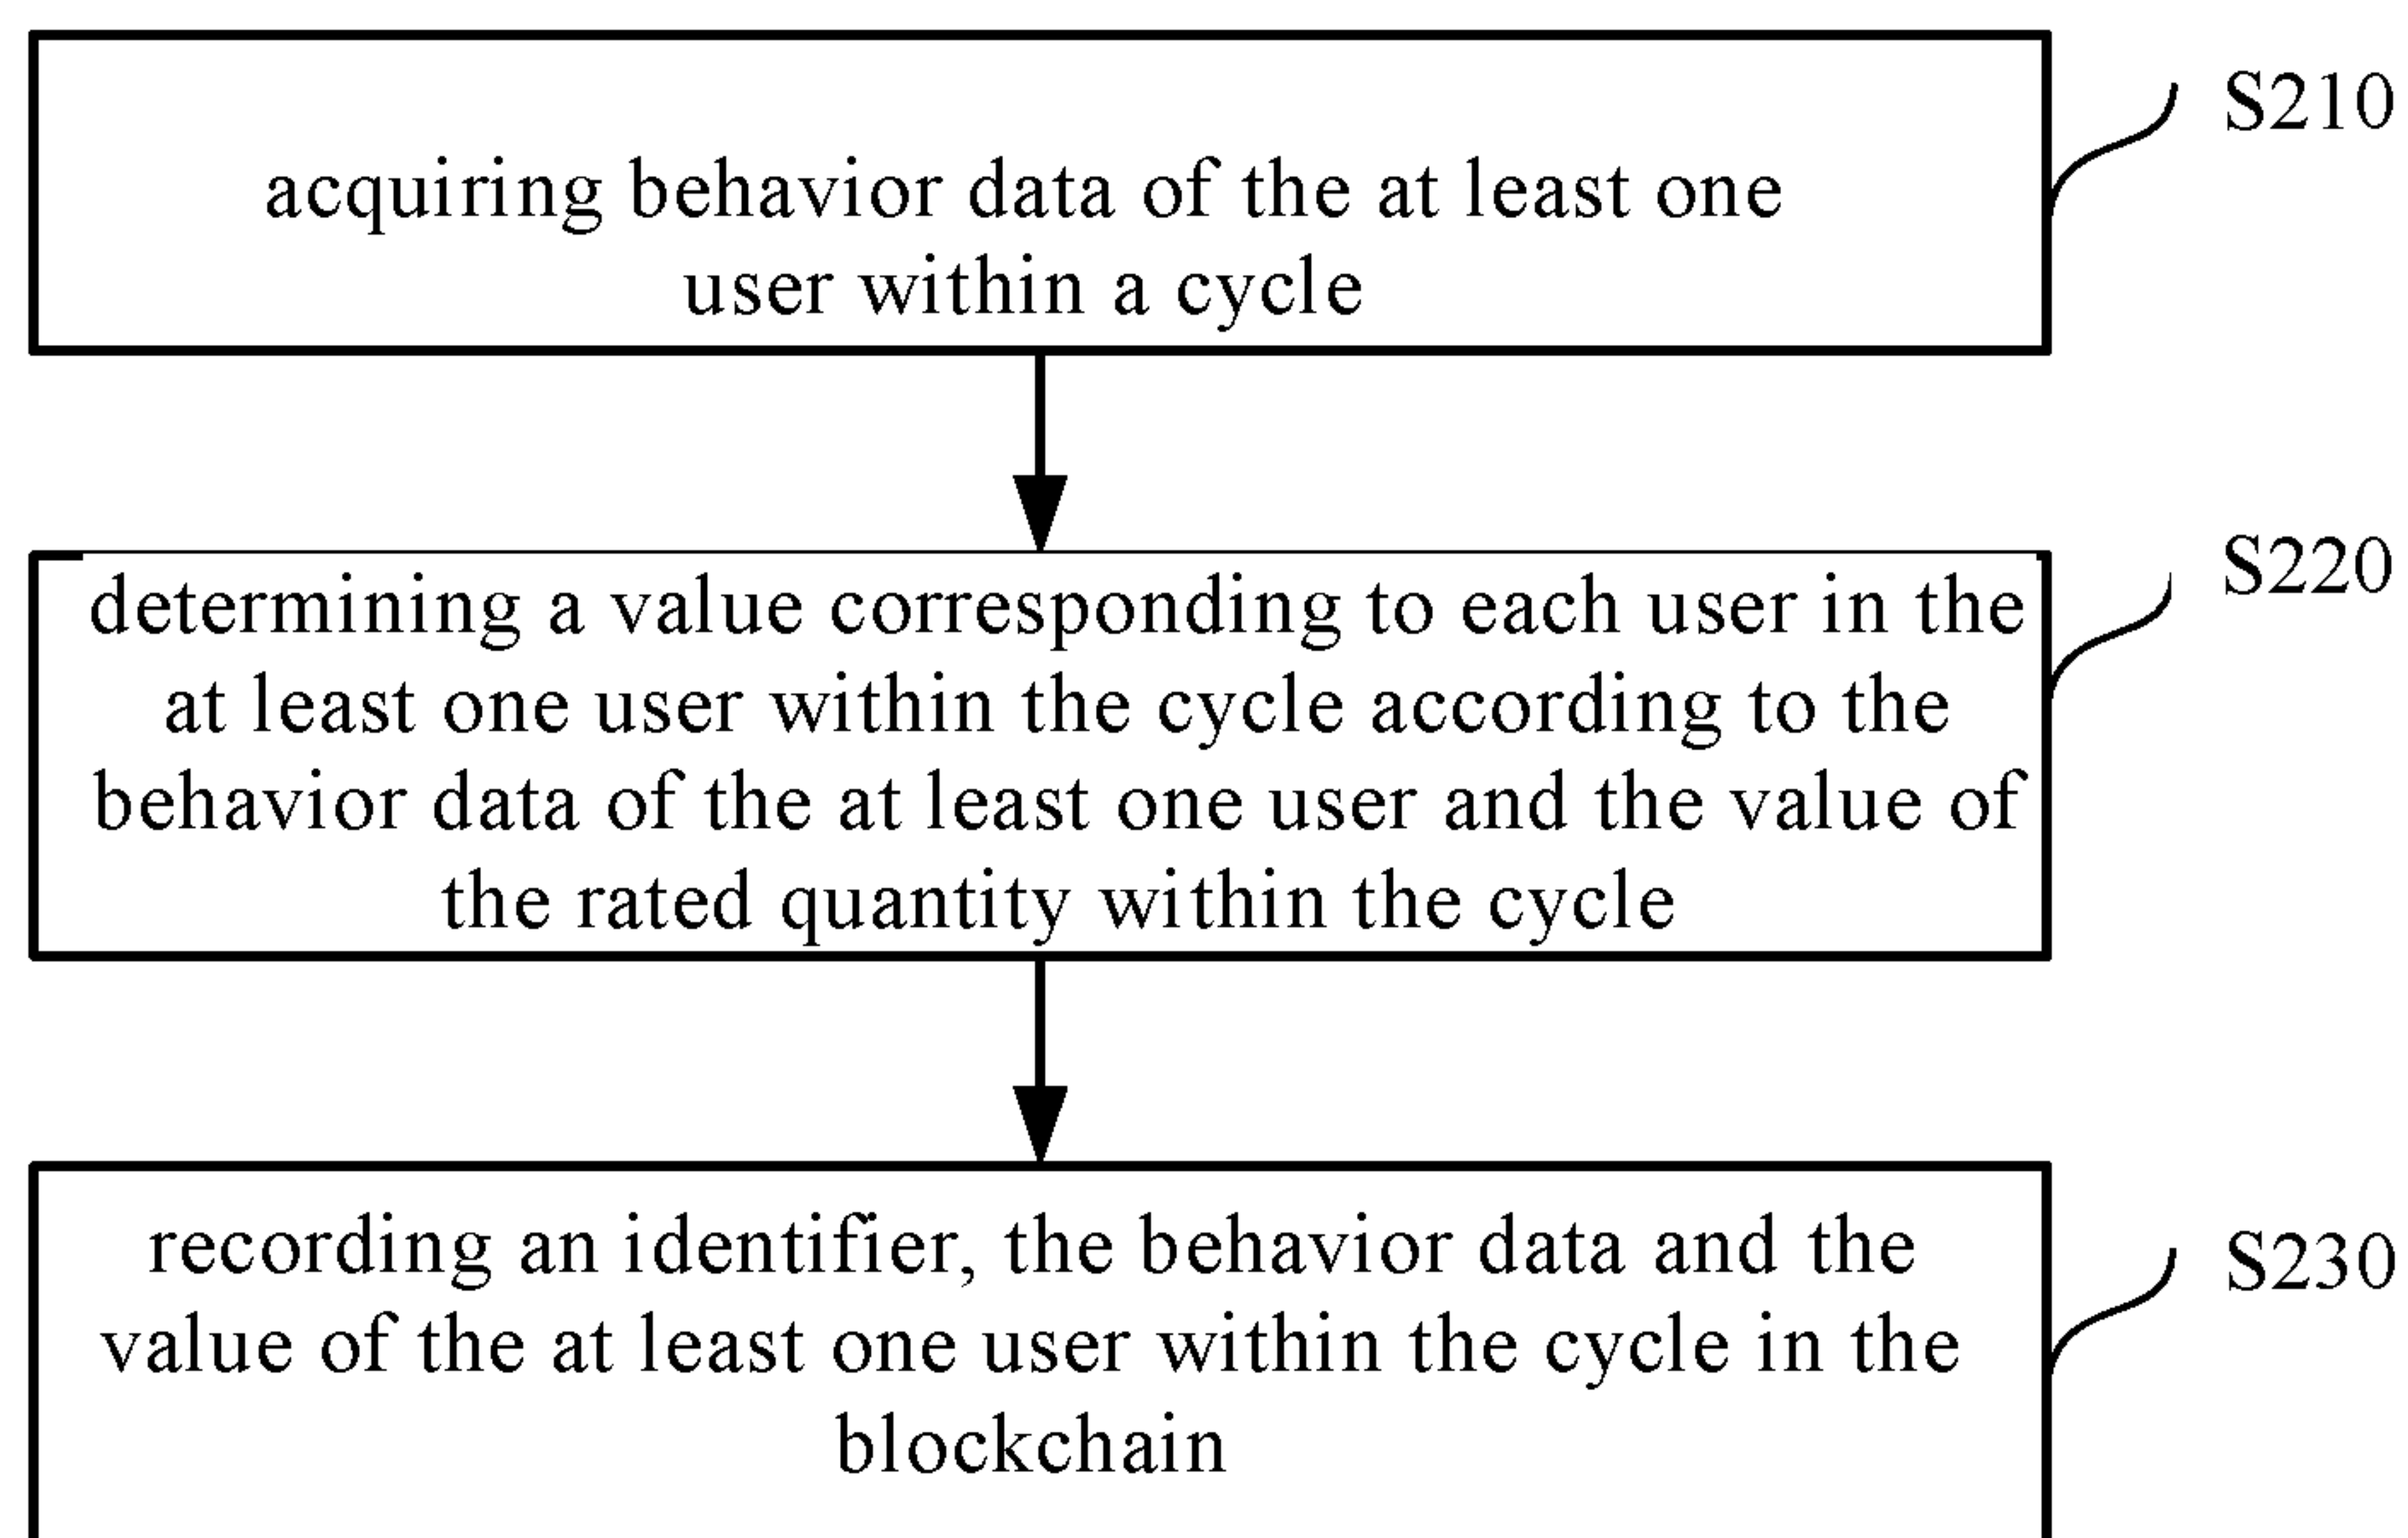 acquiring behavior data of the at least one
user within a cycle
S210
determining a value corresponding to each user in the
at least one user within the cycle according to the
behavior data of the at least one user and the value of
the rated quantity within the cycle
S220
recording an identifier, the behavior data and the
value of the at least one user within the cycle in the
blockchain
S230